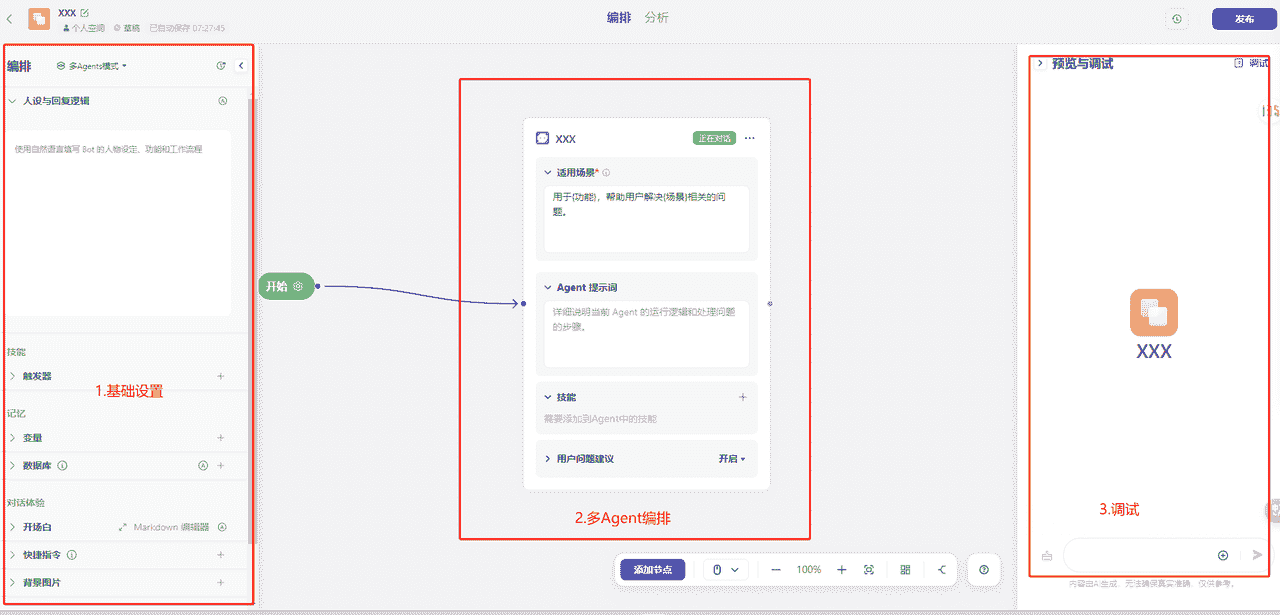 XXX
个人空间 草稿 已自动保存 07:27:45
编排 分析
发布
编排
多Agents模式
人设与回复逻辑
使用自然语言填写 Bot 的人物设定、功能和工作流程
技能
触发器
1.基础设置
记忆
变量
数据库
对话体验
开场白
Markdown 编辑器
快捷指令
背景图片
开始
XXX
正在对话
适用场景*
用于{功能}，帮助用户解决{场景}相关的问
题。
Agent 提示词
详细说明当前 Agent 的运行逻辑和处理问题
的步骤。
技能
需要添加到Agent中的技能
用户问题建议
开启
2.多Agent编排
添加节点
100%
预览与调试
调试
XXX
3.调试
内容由AI生成，无法确保真实准确，仅供参考。